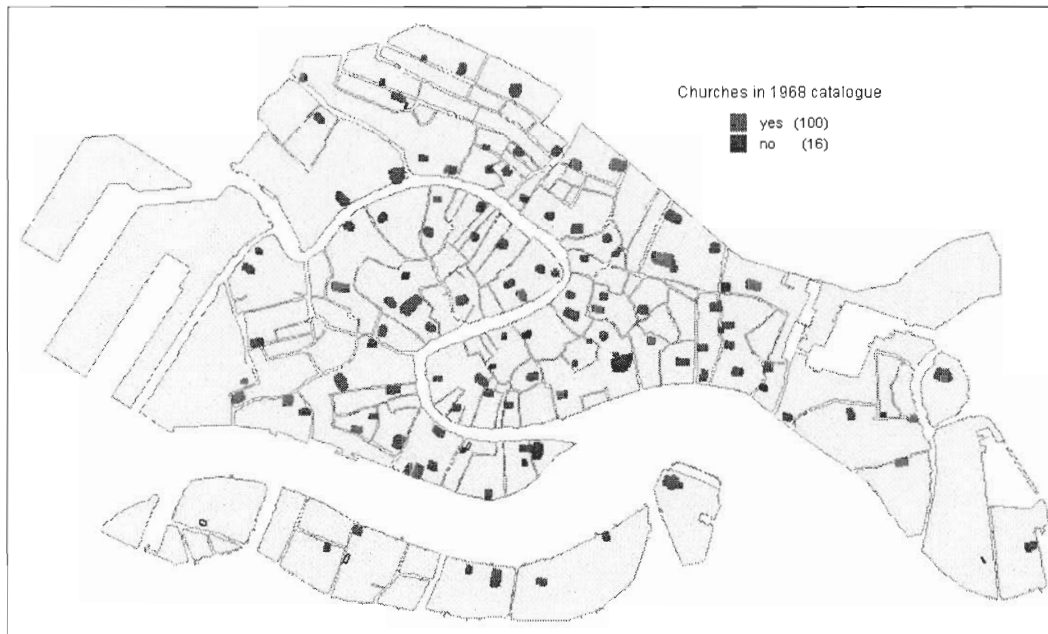 Churches in 1968 catalogue
yes (100)
no (16)